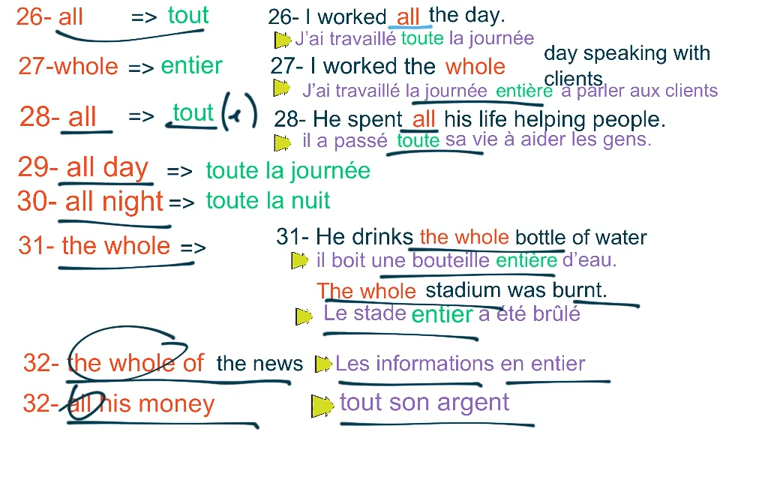 26- all => tout
26- I worked all the day.
J'ai travaillé toute la journée
27-whole => entier
27- I worked the whole day speaking with clients
J'ai travaillé la journée entière à parler aux clients
28- all => tout (e)
28- He spent all his life helping people.
il a passé toute sa vie à aider les gens.
29- all day => toute la journée
30- all night => toute la nuit
31- the whole =>
31- He drinks the whole bottle of water
il boit une bouteille entière d'eau.
The whole stadium was burnt.
Le stade entier a été brûlé
32- the whole of the news
Les informations en entier
32- all his money
tout son argent